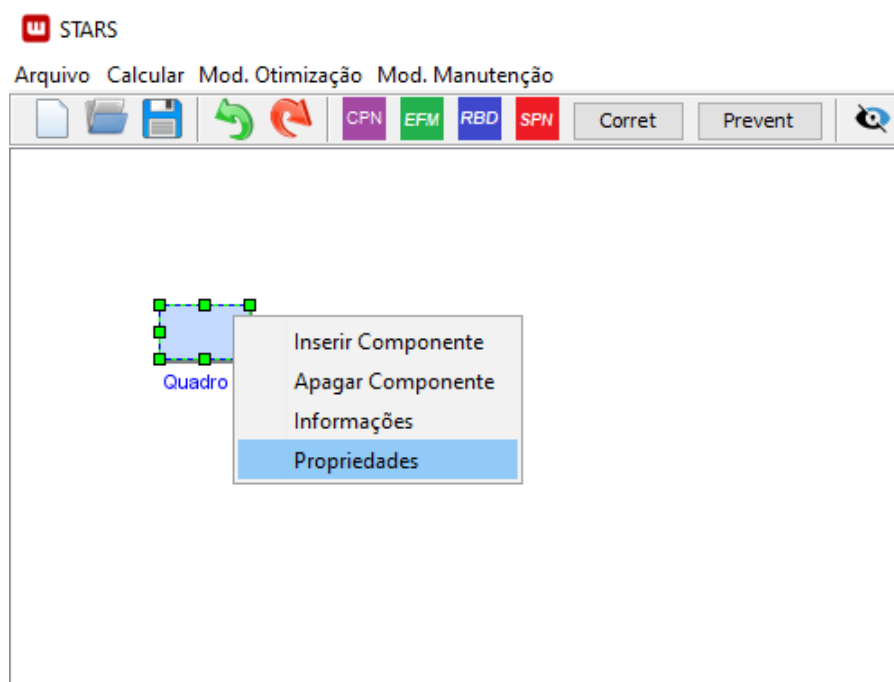 STARS
Arquivo Calcular Mod. Otimização Mod. Manutenção
CPN EFM RBD SPN Corret Prevent
Inserir Componente
Quadro Apagar Componente
Informações
Propriedades